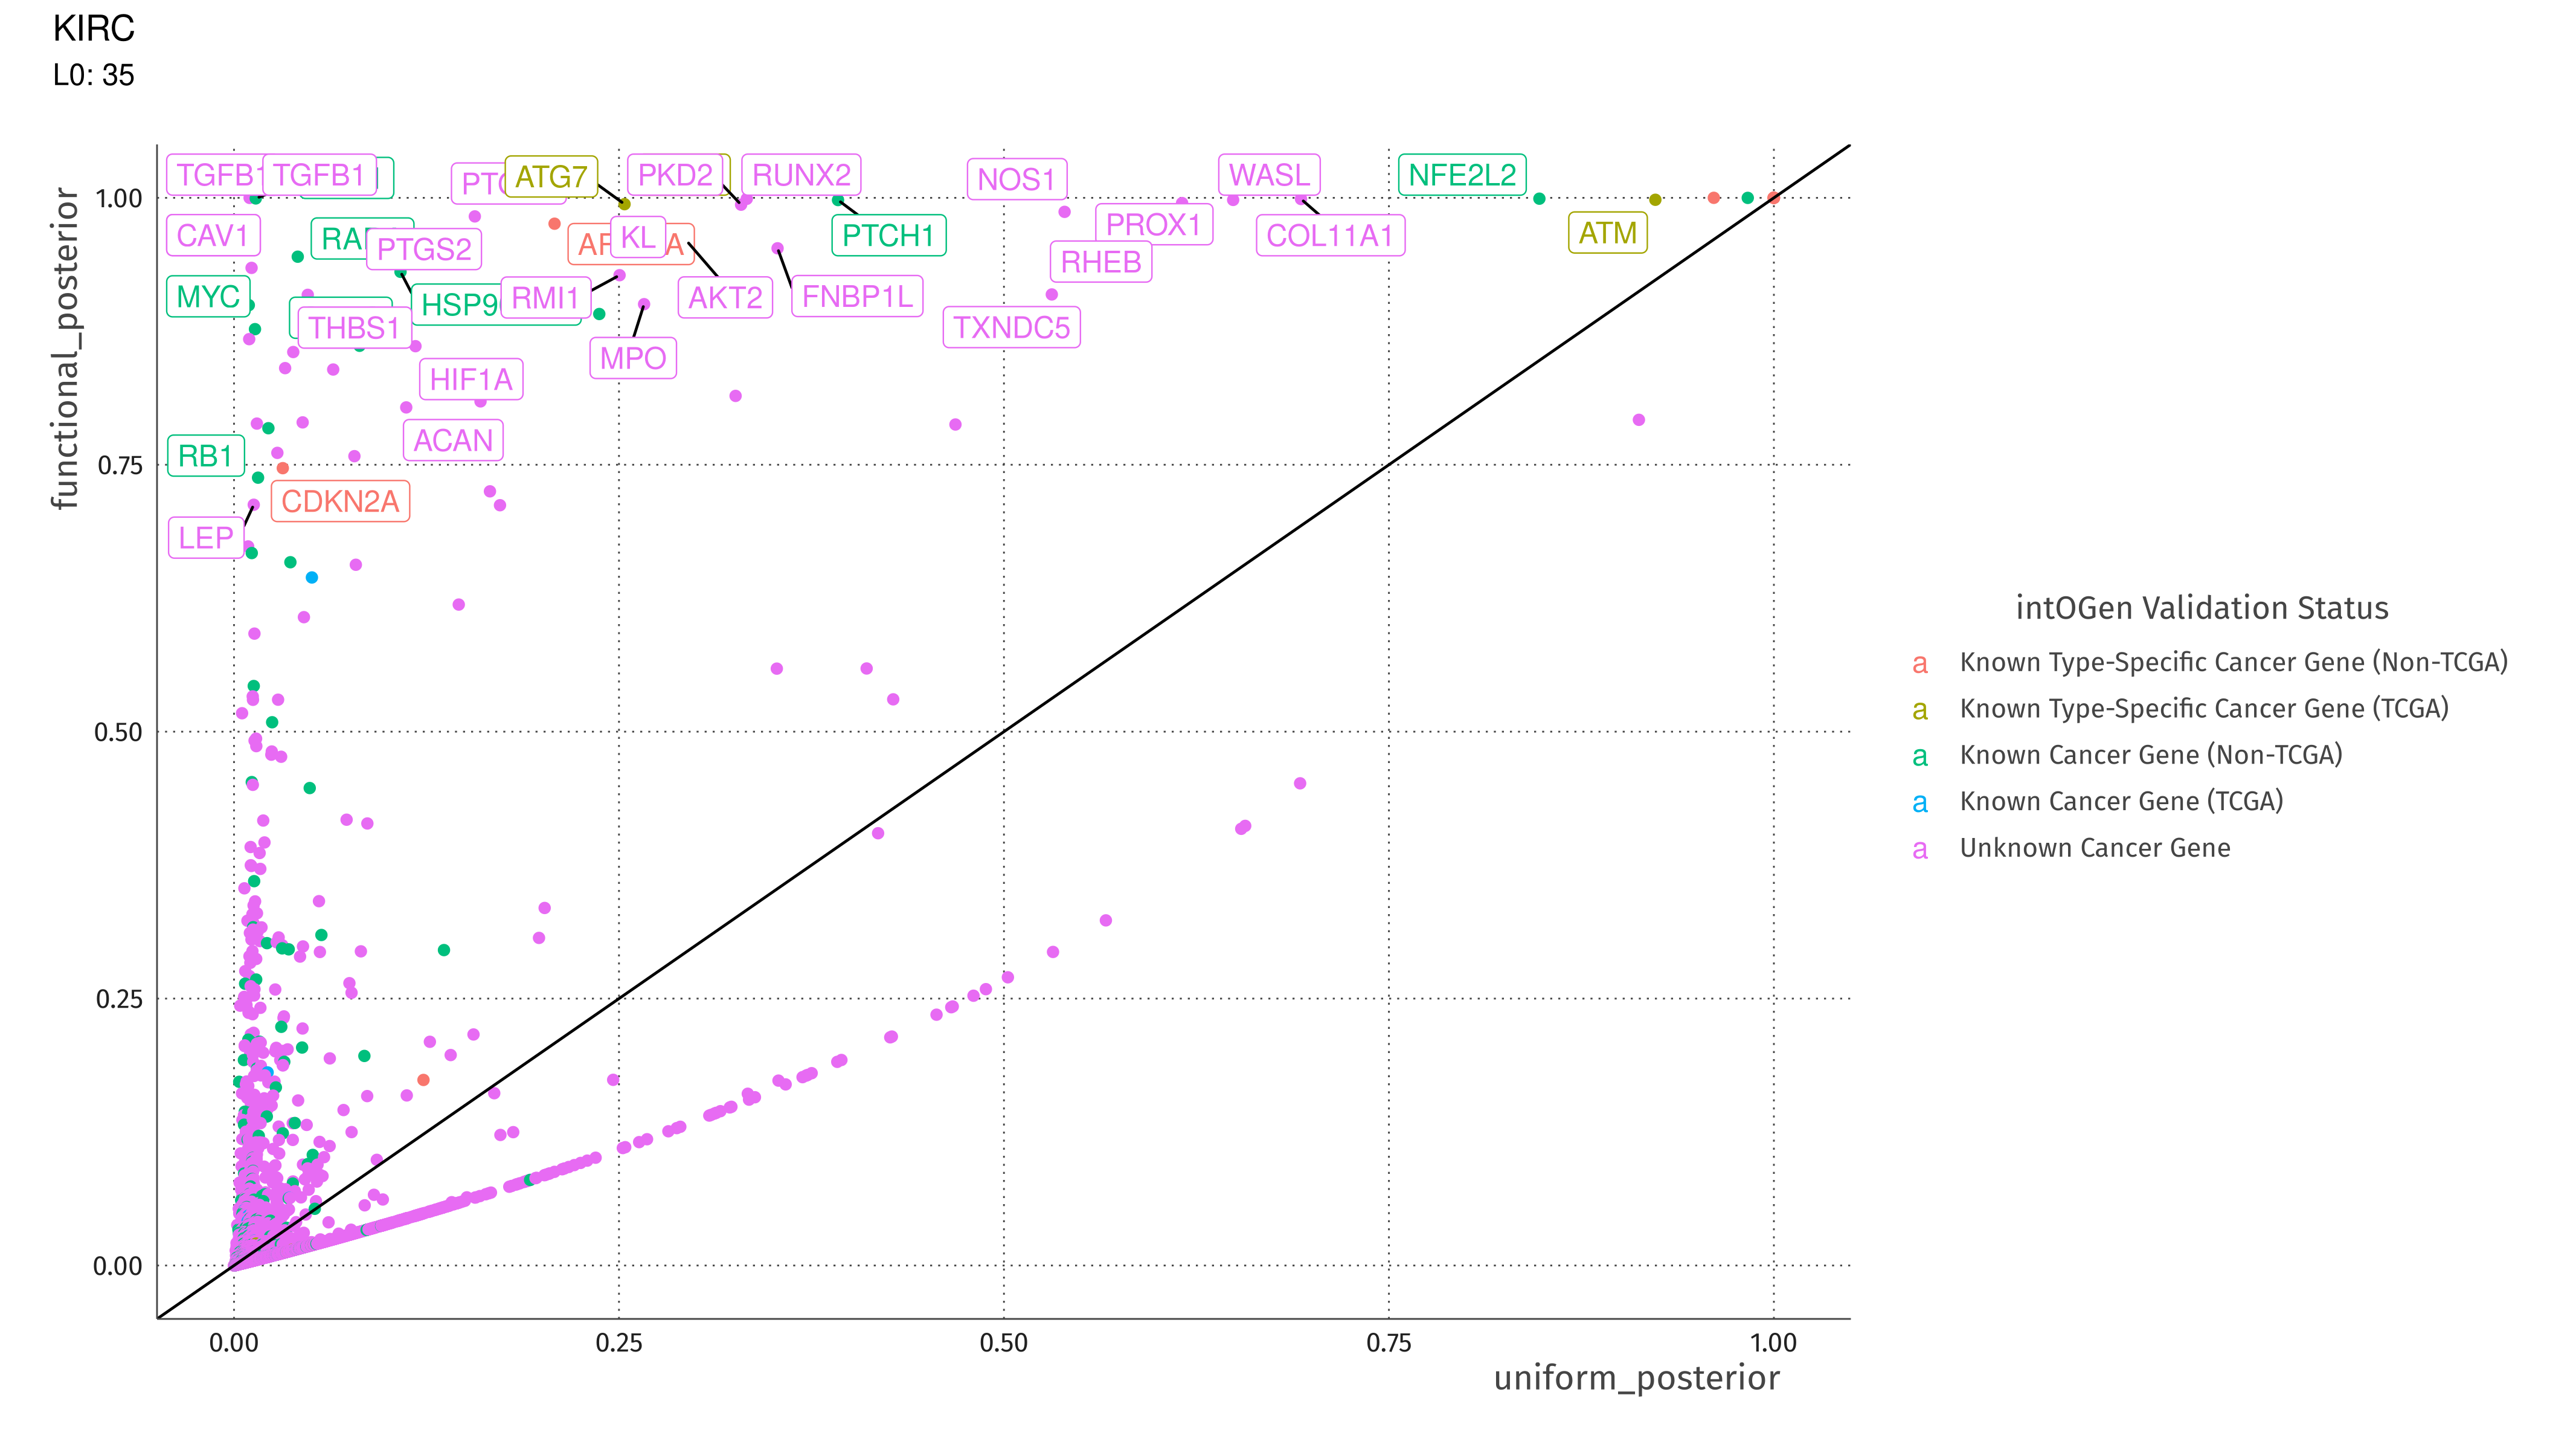 KIRC
L0: 35
functional_posterior
1.00
0.75
0.50
0.25
0.00
TGFB1
ATG7
PKD2
RUNX2
NOS1
WASL
NFE2L2
CAV1
PTGS2
KL
PTCH1
PROX1
COL11A1
ATM
RHEB
MYC
RMI1
AKT2
FNBP1L
THBS1
TXNDC5
MPO
HIF1A
ACAN
RB1
CDKN2A
LEP
0.00
0.25
0.50
0.75
1.00
uniform_posterior
intOGen Validation Status
a Known Type-Specific Cancer Gene (Non-TCGA)
a Known Type-Specific Cancer Gene (TCGA)
a Known Cancer Gene (Non-TCGA)
a Known Cancer Gene (TCGA)
a Unknown Cancer Gene